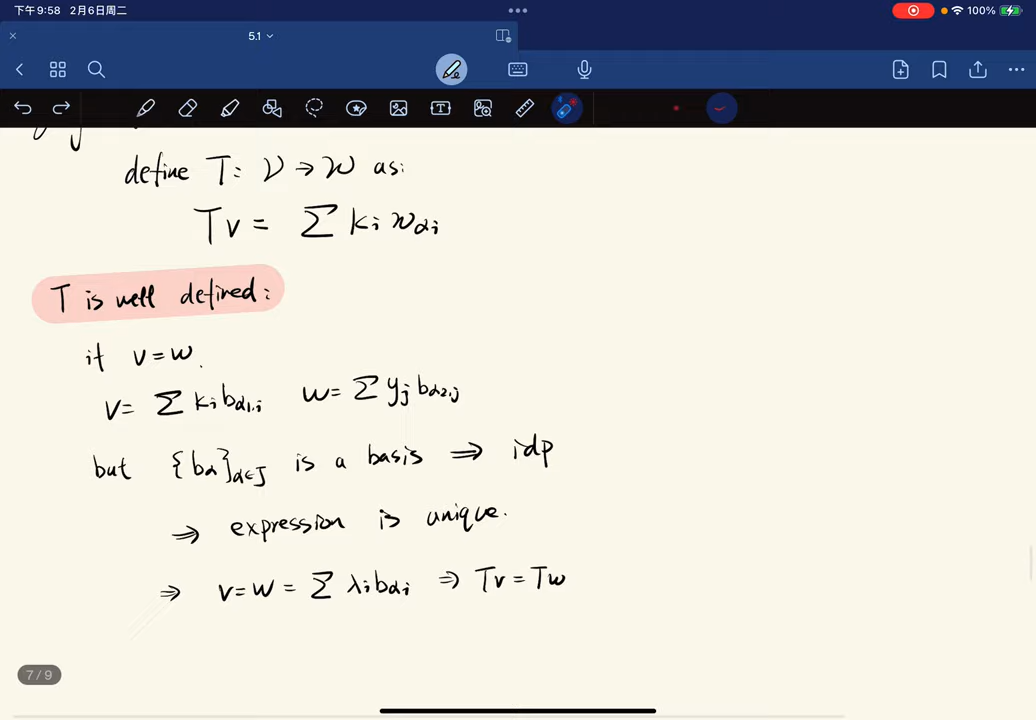 下午9:58 2月6日周二
100%
5.1
define T: V → W as:
Tv = Σ ki wαi
T is well defined:
if v=w.
v= Σ ki bα1,i w= Σ yj bα2,j
but {bα}α∈J is a basis ⇒ idp
⇒ expression is unique.
⇒ v=w = Σ λi bαi ⇒ Tv = Tw
7 / 9